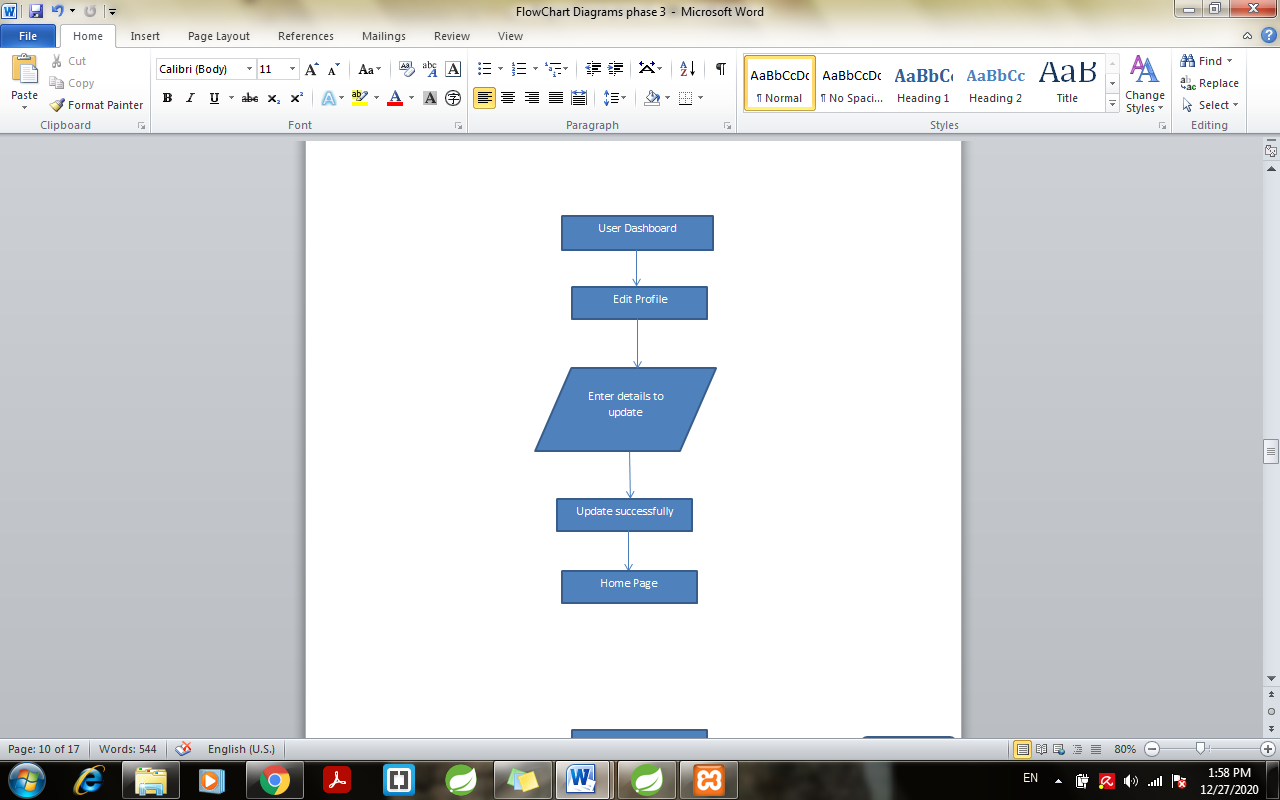 FlowChart Diagrams phase 3 - Microsoft Word
File Home Insert Page Layout References Mailings Review View
Paste
Cut
Copy
Format Painter
Clipboard
Calibri (Body) 11
Font
Paragraph
AaBbCcDc AaBbCcDc AaBbC AaBbCc AaB
¶ Normal ¶ No Spaci... Heading 1 Heading 2 Title
Change
Styles
Styles
Find
Replace
Select
Editing
User Dashboard
Edit Profile
Enter details to
update
Update successfully
Home Page
Page: 10 of 17 Words: 544 English (U.S.) 80%
EN
1:58 PM
12/27/2020